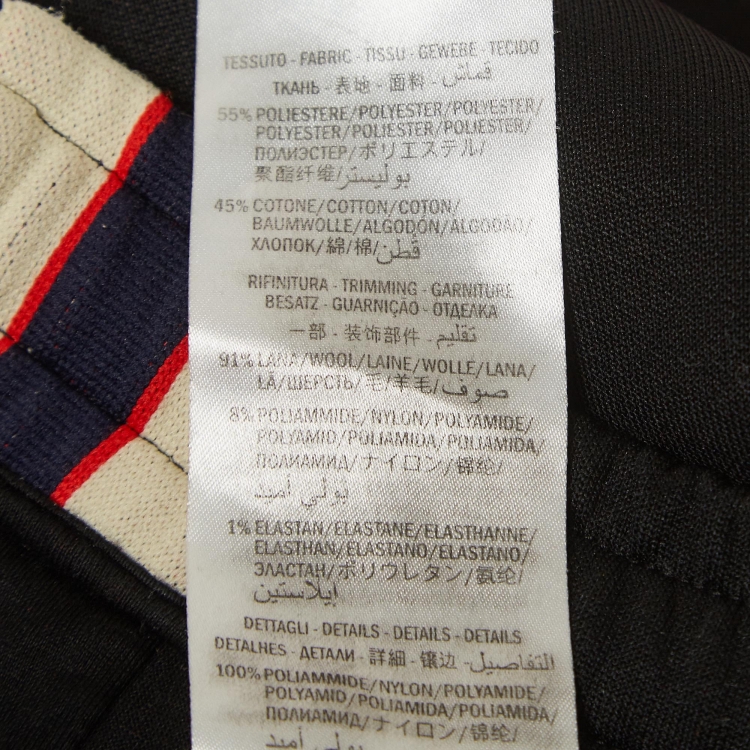 TESSUTO - FABRIC - TISSU - GEWEBE - TECIDO
ТКАНЬ - 表地 - 面料 - قماش
55% POLIESTERE/POLYESTER/POLYESTER/
POLYESTER/POLIESTER/POLIESTER/
ПОЛИЭСТЕР/ポリエステル/
聚酯纤维/بوليستر
45% COTONE/COTTON/COTON/
BAUMWOLLE/ALGODÓN/ALGODÃO/
ХЛОПОК/綿/棉/قطن
RIFINITURA - TRIMMING - GARNITURE
BESATZ - GUARNIÇÃO - ОТДЕЛКА
一部 - 装饰部件 - تقليم
91% LANA/WOOL/LAINE/WOLLE/LANA/
LÃ/ШЕРСТЬ/毛/羊毛/صوف
8% POLIAMMIDE/NYLON/POLYAMIDE/
POLYAMID/POLIAMIDA/POLIAMIDA/
ПОЛИАМИД/ナイロン/锦纶/
بولي أميد
1% ELASTAN/ELASTANE/ELASTHANNE/
ELASTHAN/ELASTANO/ELASTANO/
ЭЛАСТАН/ポリウレタン/氨纶/
إيلاستين
DETTAGLI - DETAILS - DETAILS - DETAILS
DETALHES - ДЕТАЛИ - 詳細 - 镶边 - التفاصيل
100% POLIAMMIDE/NYLON/POLYAMIDE/
POLYAMID/POLIAMIDA/POLIAMIDA/
ПОЛИАМИД/ナイロン/锦纶/
بولي أميد